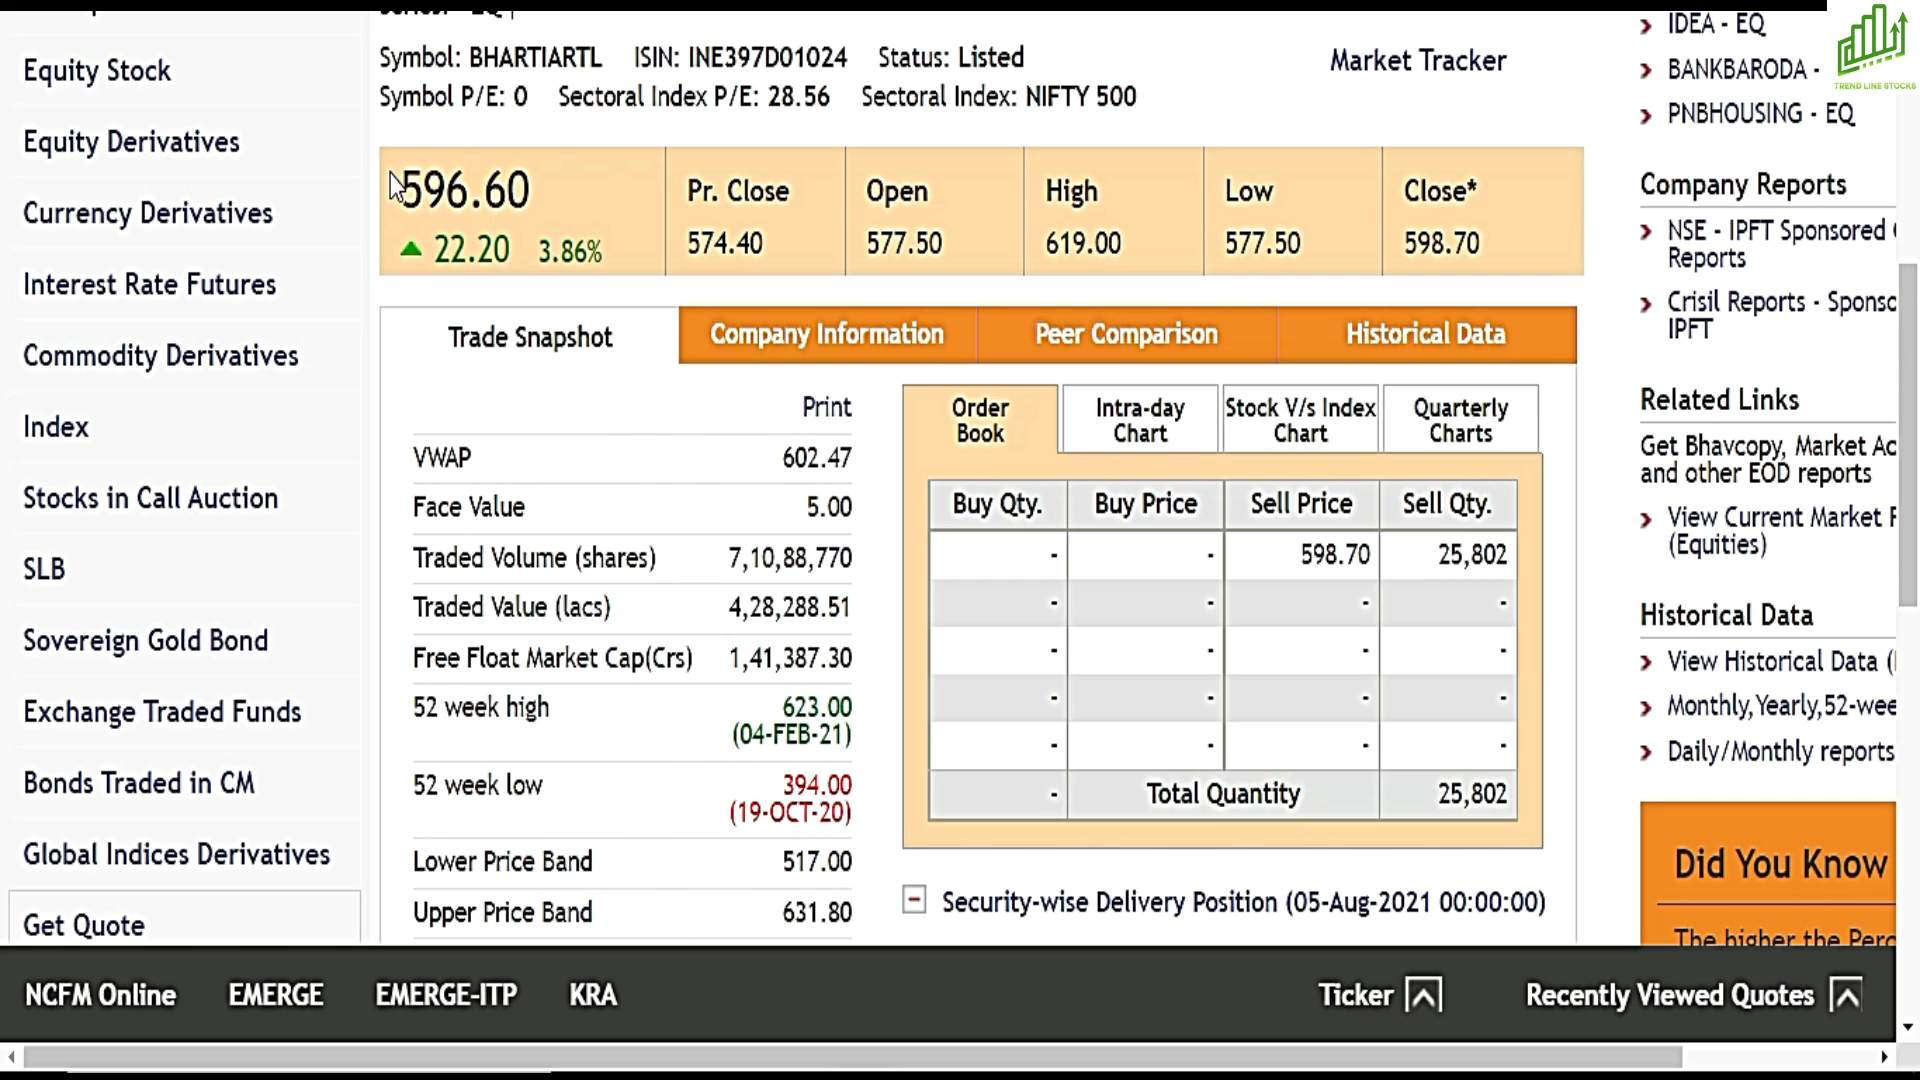 Symbol: BHARTIARTL ISIN: INE397D01024 Status: Listed
Market Tracker
Symbol P/E: 0 Sectoral Index P/E: 28.56 Sectoral Index: NIFTY 500
Equity Stock
Equity Derivatives
Currency Derivatives
Interest Rate Futures
Commodity Derivatives
Index
Stocks in Call Auction
SLB
Sovereign Gold Bond
Exchange Traded Funds
Bonds Traded in CM
Global Indices Derivatives
Get Quote
596.60
22.20 3.86%
Pr. Close Open High Low Close*
574.40 577.50 619.00 577.50 598.70
Trade Snapshot Company Information Peer Comparison Historical Data
Print
VWAP 602.47
Face Value 5.00
Traded Volume (shares) 7,10,88,770
Traded Value (lacs) 4,28,288.51
Free Float Market Cap(Crs) 1,41,387.30
52 week high 623.00
(04-FEB-21)
52 week low 394.00
(19-OCT-20)
Lower Price Band 517.00
Upper Price Band 631.80
Order Book
Intra-day Chart
Stock V/s Index Chart
Quarterly Charts
Buy Qty. Buy Price Sell Price Sell Qty.
- - 598.70 25,802
- - - -
- - - -
- - - -
- - - -
- Total Quantity 25,802
Security-wise Delivery Position (05-Aug-2021 00:00:00)
IDEA - EQ
BANKBARODA -
PNBHOUSING - EQ
TREND LINE STOCKS
Company Reports
NSE - IPFT Sponsored
Reports
Crisil Reports - Sponso
IPFT
Related Links
Get Bhavcopy, Market Ac
and other EOD reports
View Current Market
(Equities)
Historical Data
View Historical Data (
Monthly,Yearly,52-wee
Daily/Monthly reports
Did You Know
The higher the Perc
NCFM Online EMERGE EMERGE-ITP KRA
Ticker Recently Viewed Quotes